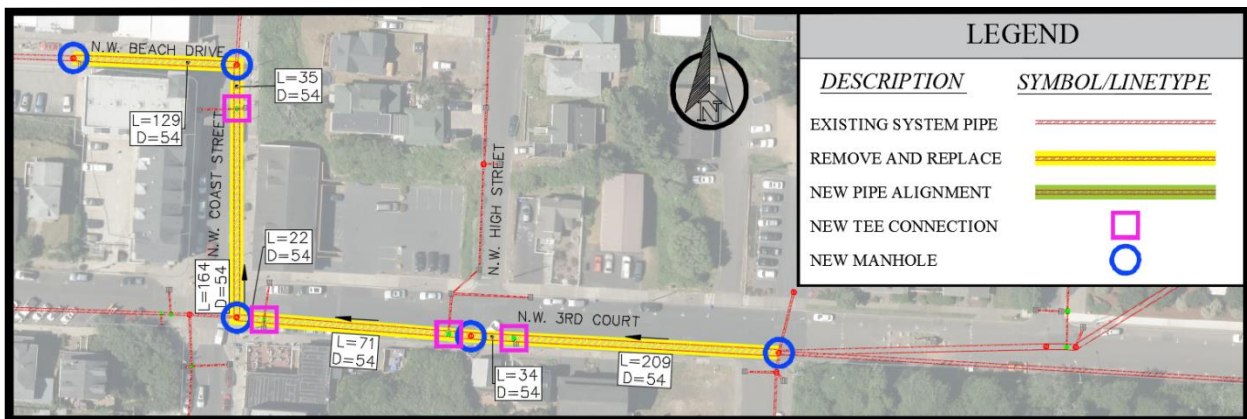 N.W. BEACH DRIVE
L=35
D=54
L=129
D=54
N.W. COAST STREET
L=22
D=54
L=164
D=54
N.W. HIGH STREET
N
N.W. 3RD COURT
L=71
D=54
L=34
D=54
L=209
D=54
LEGEND
DESCRIPTION SYMBOL/LINETYPE
EXISTING SYSTEM PIPE
REMOVE AND REPLACE
NEW PIPE ALIGNMENT
NEW TEE CONNECTION
NEW MANHOLE